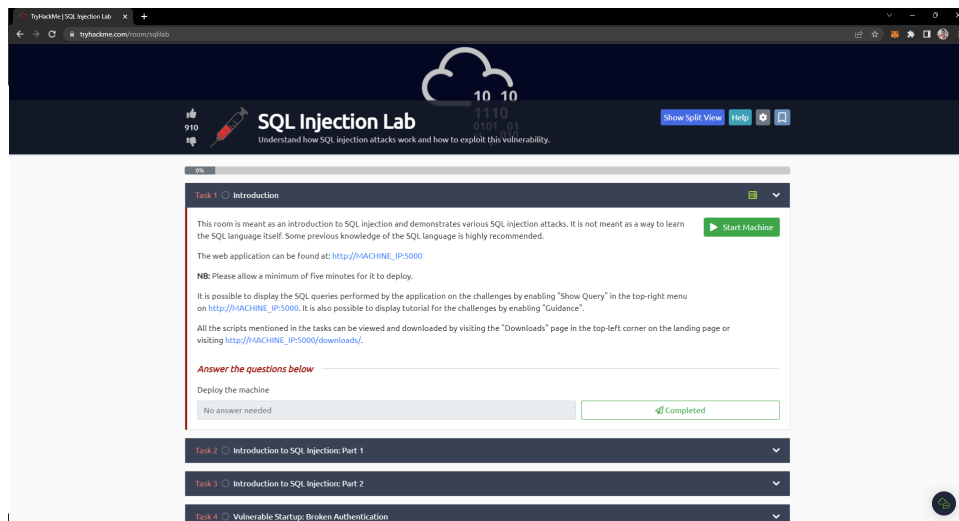 TryHackMe | SQL Injection Lab
tryhackme.com/room/sqlilab
10 10
1110
0101 01
910
SQL Injection Lab
Understand how SQL injection attacks work and how to exploit this vulnerability.
Show Split View Help
0%
Task 1 Introduction
This room is meant as an introduction to SQL injection and demonstrates various SQL injection attacks. It is not meant as a way to learn
the SQL language itself. Some previous knowledge of the SQL language is highly recommended.
Start Machine
The web application can be found at: http://MACHINE_IP:5000
NB: Please allow a minimum of five minutes for it to deploy.
It is possible to display the SQL queries performed by the application on the challenges by enabling "Show Query" in the top-right menu
on http://MACHINE_IP:5000. It is also possible to display tutorial for the challenges by enabling "Guidance".
All the scripts mentioned in the tasks can be viewed and downloaded by visiting the "Downloads" page in the top-left corner on the landing page or
visiting http://MACHINE_IP:5000/downloads/.
Answer the questions below
Deploy the machine
No answer needed
Completed
Task 2 Introduction to SQL Injection: Part 1
Task 3 Introduction to SQL Injection: Part 2
Task 4 Vulnerable Startup: Broken Authentication